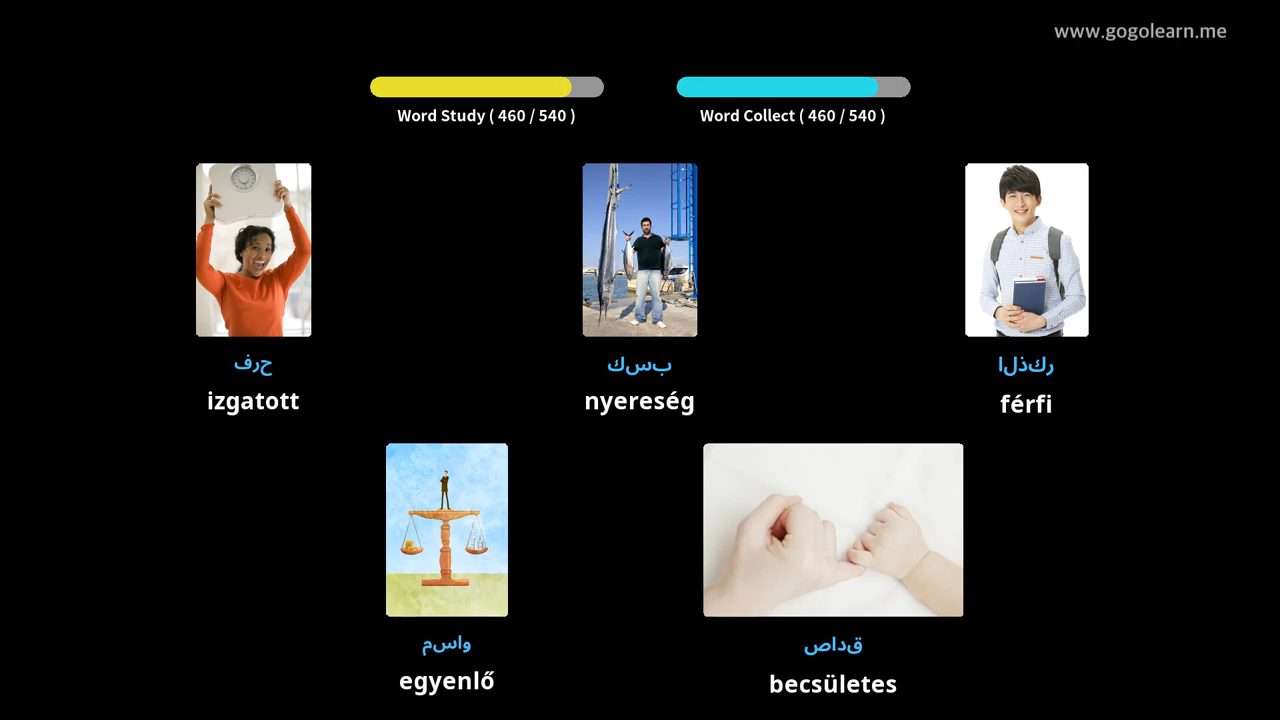 www.gogolearn.me
Word Study ( 460 / 540 )
Word Collect ( 460 / 540 )
حرف
izgatott
بسك
nyereség
ركذلا
férfi
واسم
egyenlő
قداص
becsületes